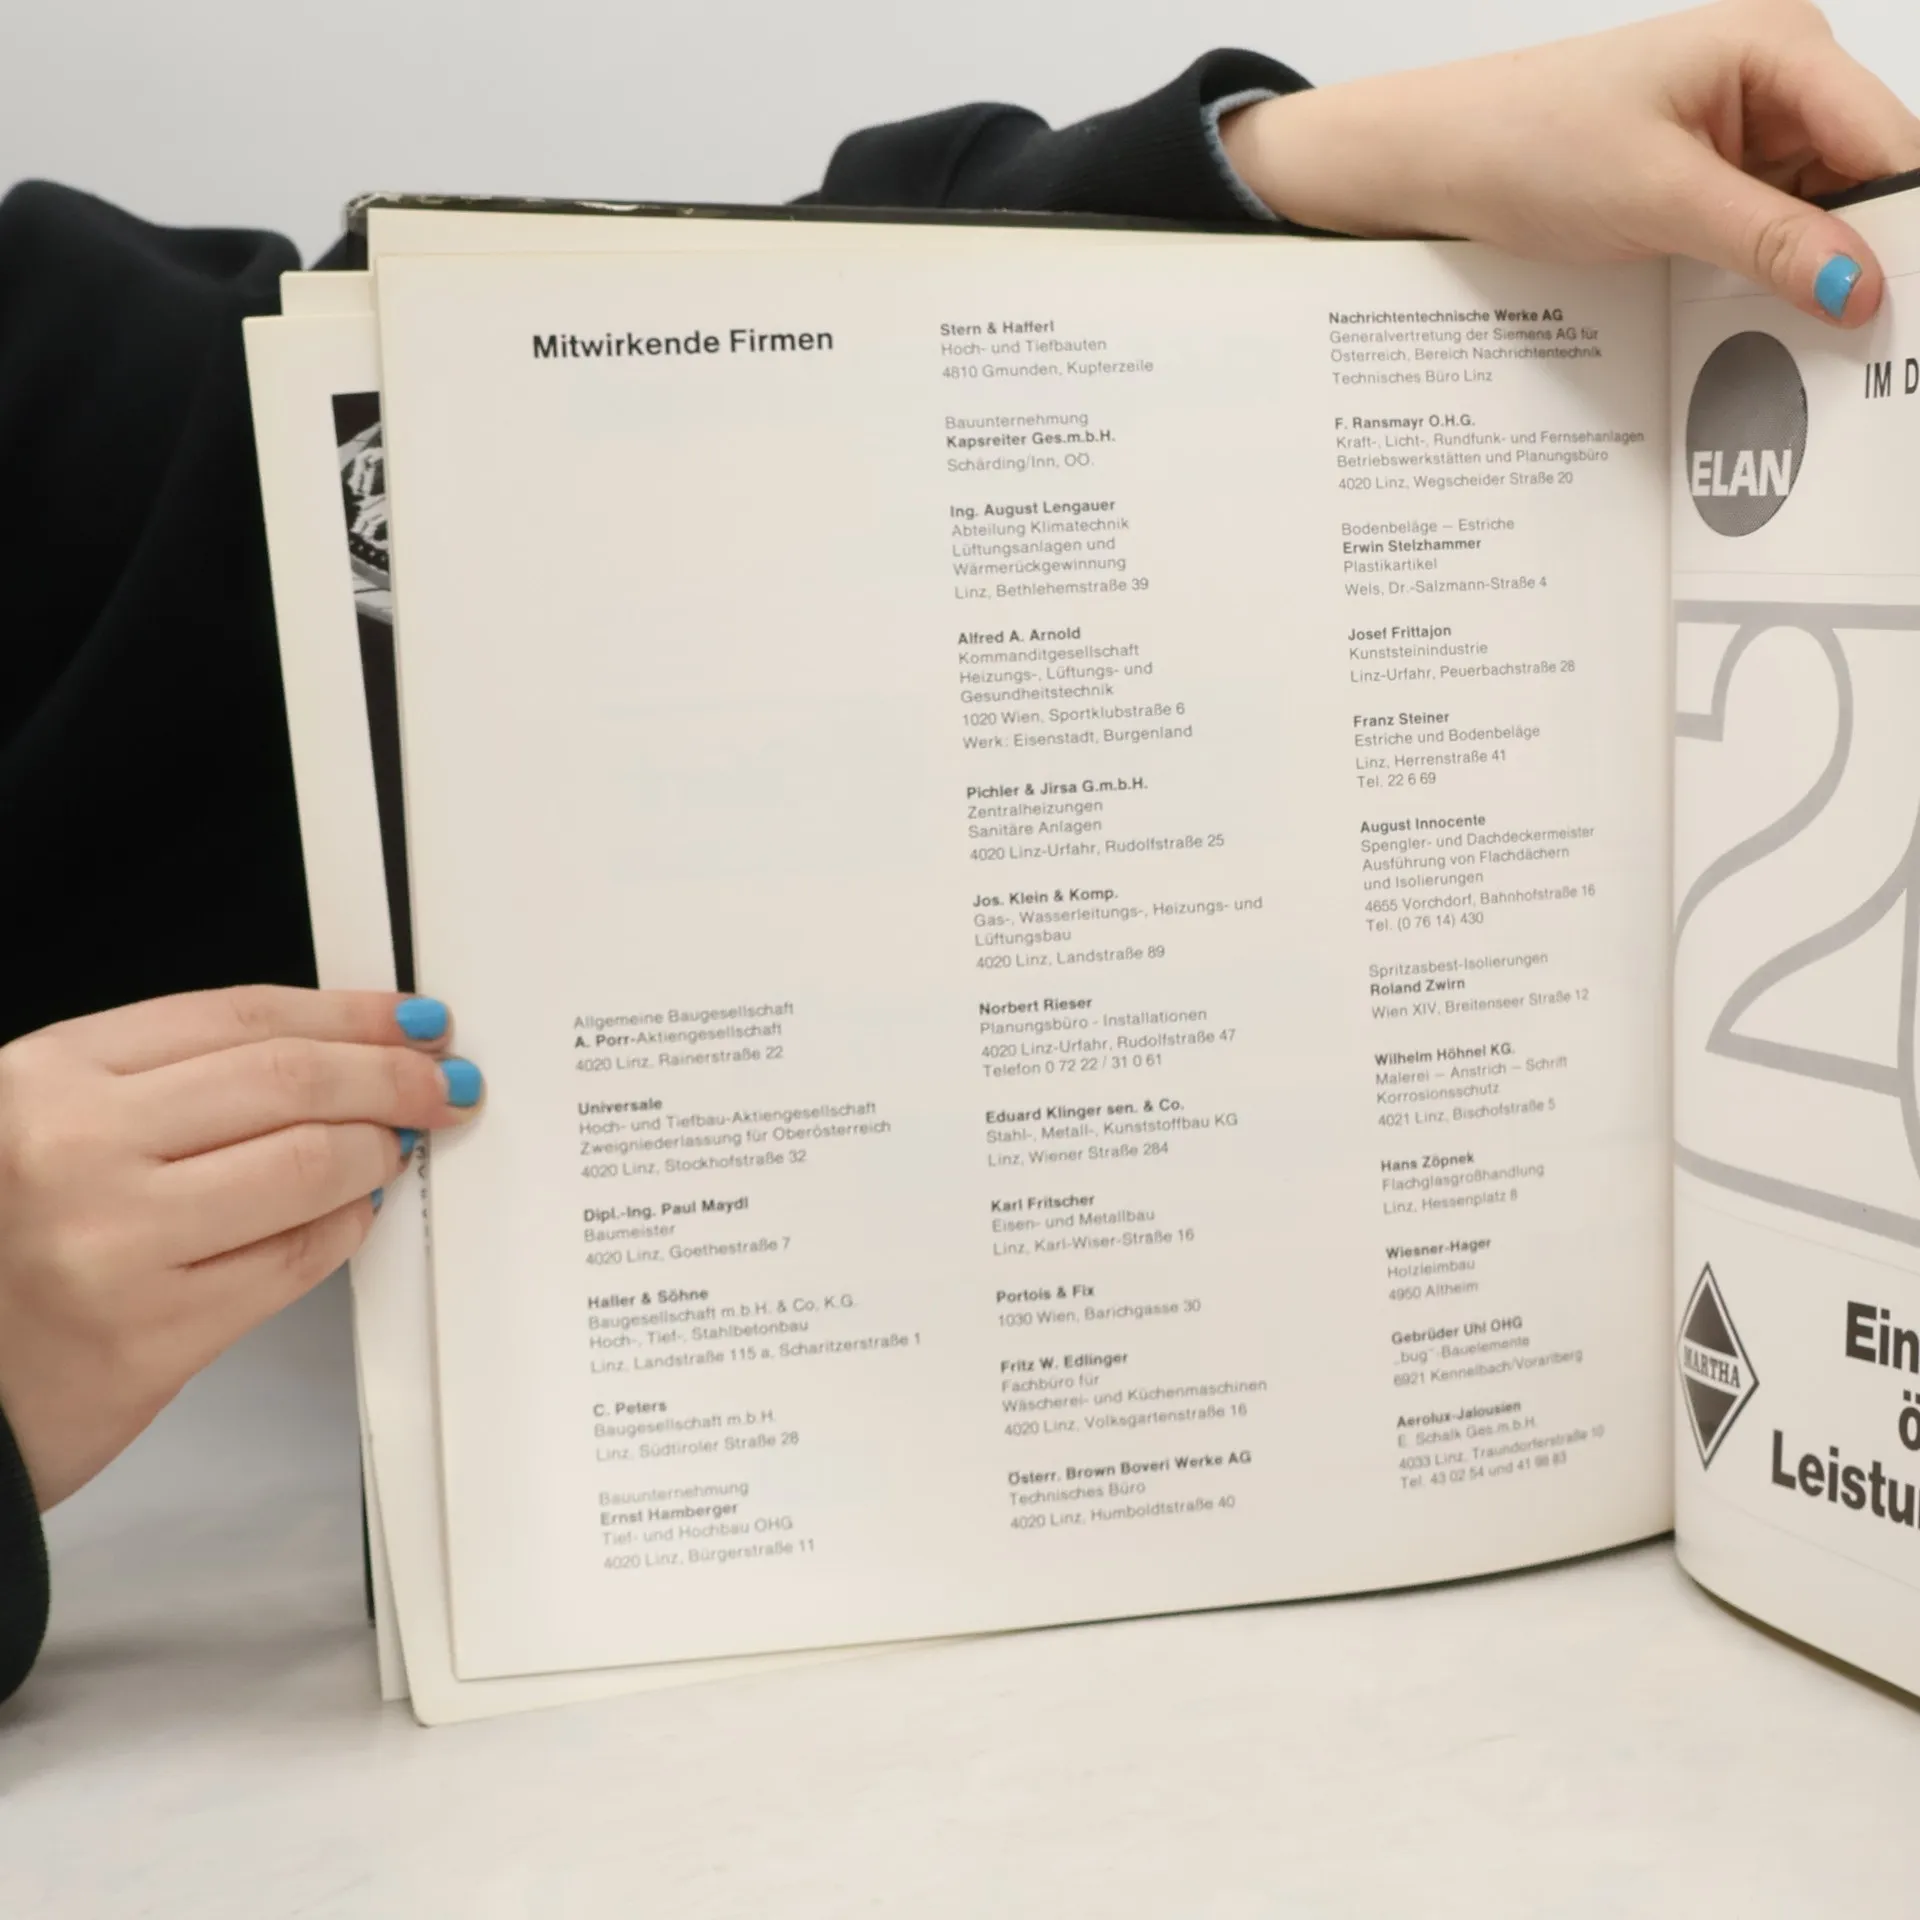 Mitwirkende Firmen
Allgemeine Baugesellschaft
A. Porr-Aktiengesellschaft
4020 Linz, Rainerstraße 22
Universale
Hoch- und Tiefbau-Aktiengesellschaft
Zweigniederlassung für Oberösterreich
4020 Linz, Stockhofstraße 32
Dipl.-Ing. Paul Maydl
Baumeister
4020 Linz, Goethestraße 7
Haller & Söhne
Baugesellschaft m.b.H. & Co. K.G.
Hoch-, Tief-, Stahlbetonbau
Linz, Landstraße 115 a, Scharitzerstraße 1
C. Peters
Baugesellschaft m.b.H.
Linz, Südtiroler Straße 28
Bauunternehmung
Ernst Hamberger
Tief- und Hochbau OHG
4020 Linz, Bürgerstraße 11
Stern & Hafferl
Hoch- und Tiefbauten
4810 Gmunden, Kupferzeile
Bauunternehmung
Kapsreiter Ges.m.b.H.
Schärding/Inn, OÖ.
Ing. August Lengauer
Abteilung Klimatechnik
Lüftungsanlagen und
Wärmerückgewinnung
Linz, Bethlehemstraße 39
Alfred A. Arnold
Kommanditgesellschaft
Heizungs-, Lüftungs- und
Gesundheitstechnik
1020 Wien, Sportklubstraße 6
Werk: Eisenstadt, Burgenland
Pichler & Jirsa G.m.b.H.
Zentralheizungen
Sanitäre Anlagen
4020 Linz-Urfahr, Rudolfstraße 25
Jos. Klein & Komp.
Gas-, Wasserleitungs-, Heizungs- und
Lüftungsbau
4020 Linz, Landstraße 89
Norbert Rieser
Planungsbüro - Installationen
4020 Linz-Urfahr, Rudolfstraße 47
Telefon 0 72 22 / 31 0 61
Eduard Klinger sen. & Co.
Stahl-, Metall-, Kunststoffbau KG
Linz, Wiener Straße 284
Karl Fritscher
Eisen- und Metallbau
Linz, Karl-Wiser-Straße 16
Portois & Fix
1030 Wien, Barichgasse 30
Fritz W. Edlinger
Fachbüro für
Wäscherei- und Küchenmaschinen
4020 Linz, Volksgartenstraße 16
Österr. Brown Boveri Werke AG
Technisches Büro
4020 Linz, Humboldtstraße 40
Nachrichtentechnische Werke AG
Generalvertretung der Siemens AG für
Österreich, Bereich Nachrichtentechnik
Technisches Büro Linz
F. Ransmayr O.H.G.
Kraft-, Licht-, Rundfunk- und Fernsehanlagen
Betriebswerkstätten und Planungsbüro
4020 Linz, Wegscheider Straße 20
Bodenbeläge – Estriche
Erwin Stelzhammer
Plastikartikel
Wels, Dr.-Salzmann-Straße 4
Josef Frittajon
Kunststeinindustrie
Linz-Urfahr, Peuerbachstraße 28
Franz Steiner
Estriche und Bodenbeläge
Linz, Herrenstraße 41
Tel. 22 6 69
August Innocente
Spengler- und Dachdeckermeister
Ausführung von Flachdächern
und Isolierungen
4655 Vorchdorf, Bahnhofstraße 16
Tel. (0 76 14) 430
Spritzasbest-Isolierungen
Roland Zwirn
Wien XIV, Breitenseer Straße 12
Wilhelm Höhnel KG.
Malerei – Anstrich – Schrift
Korrosionsschutz
4021 Linz, Bischofstraße 5
Hans Zöpnek
Flachglasgroßhandlung
Linz, Hessenplatz 8
Wiesner-Hager
Holzleimbau
4950 Altheim
Gebrüder Uhl OHG
„bug“-Bauelemente
6921 Kennelbach/Vorarlberg
Aerolux-Jalousien
E. Schalk Ges.m.b.H.
4033 Linz, Traundorferstraße 10
Tel. 43 02 54 und 41 98 83
ELAN
IM D
MARTHA
Ein
ö
Leistu